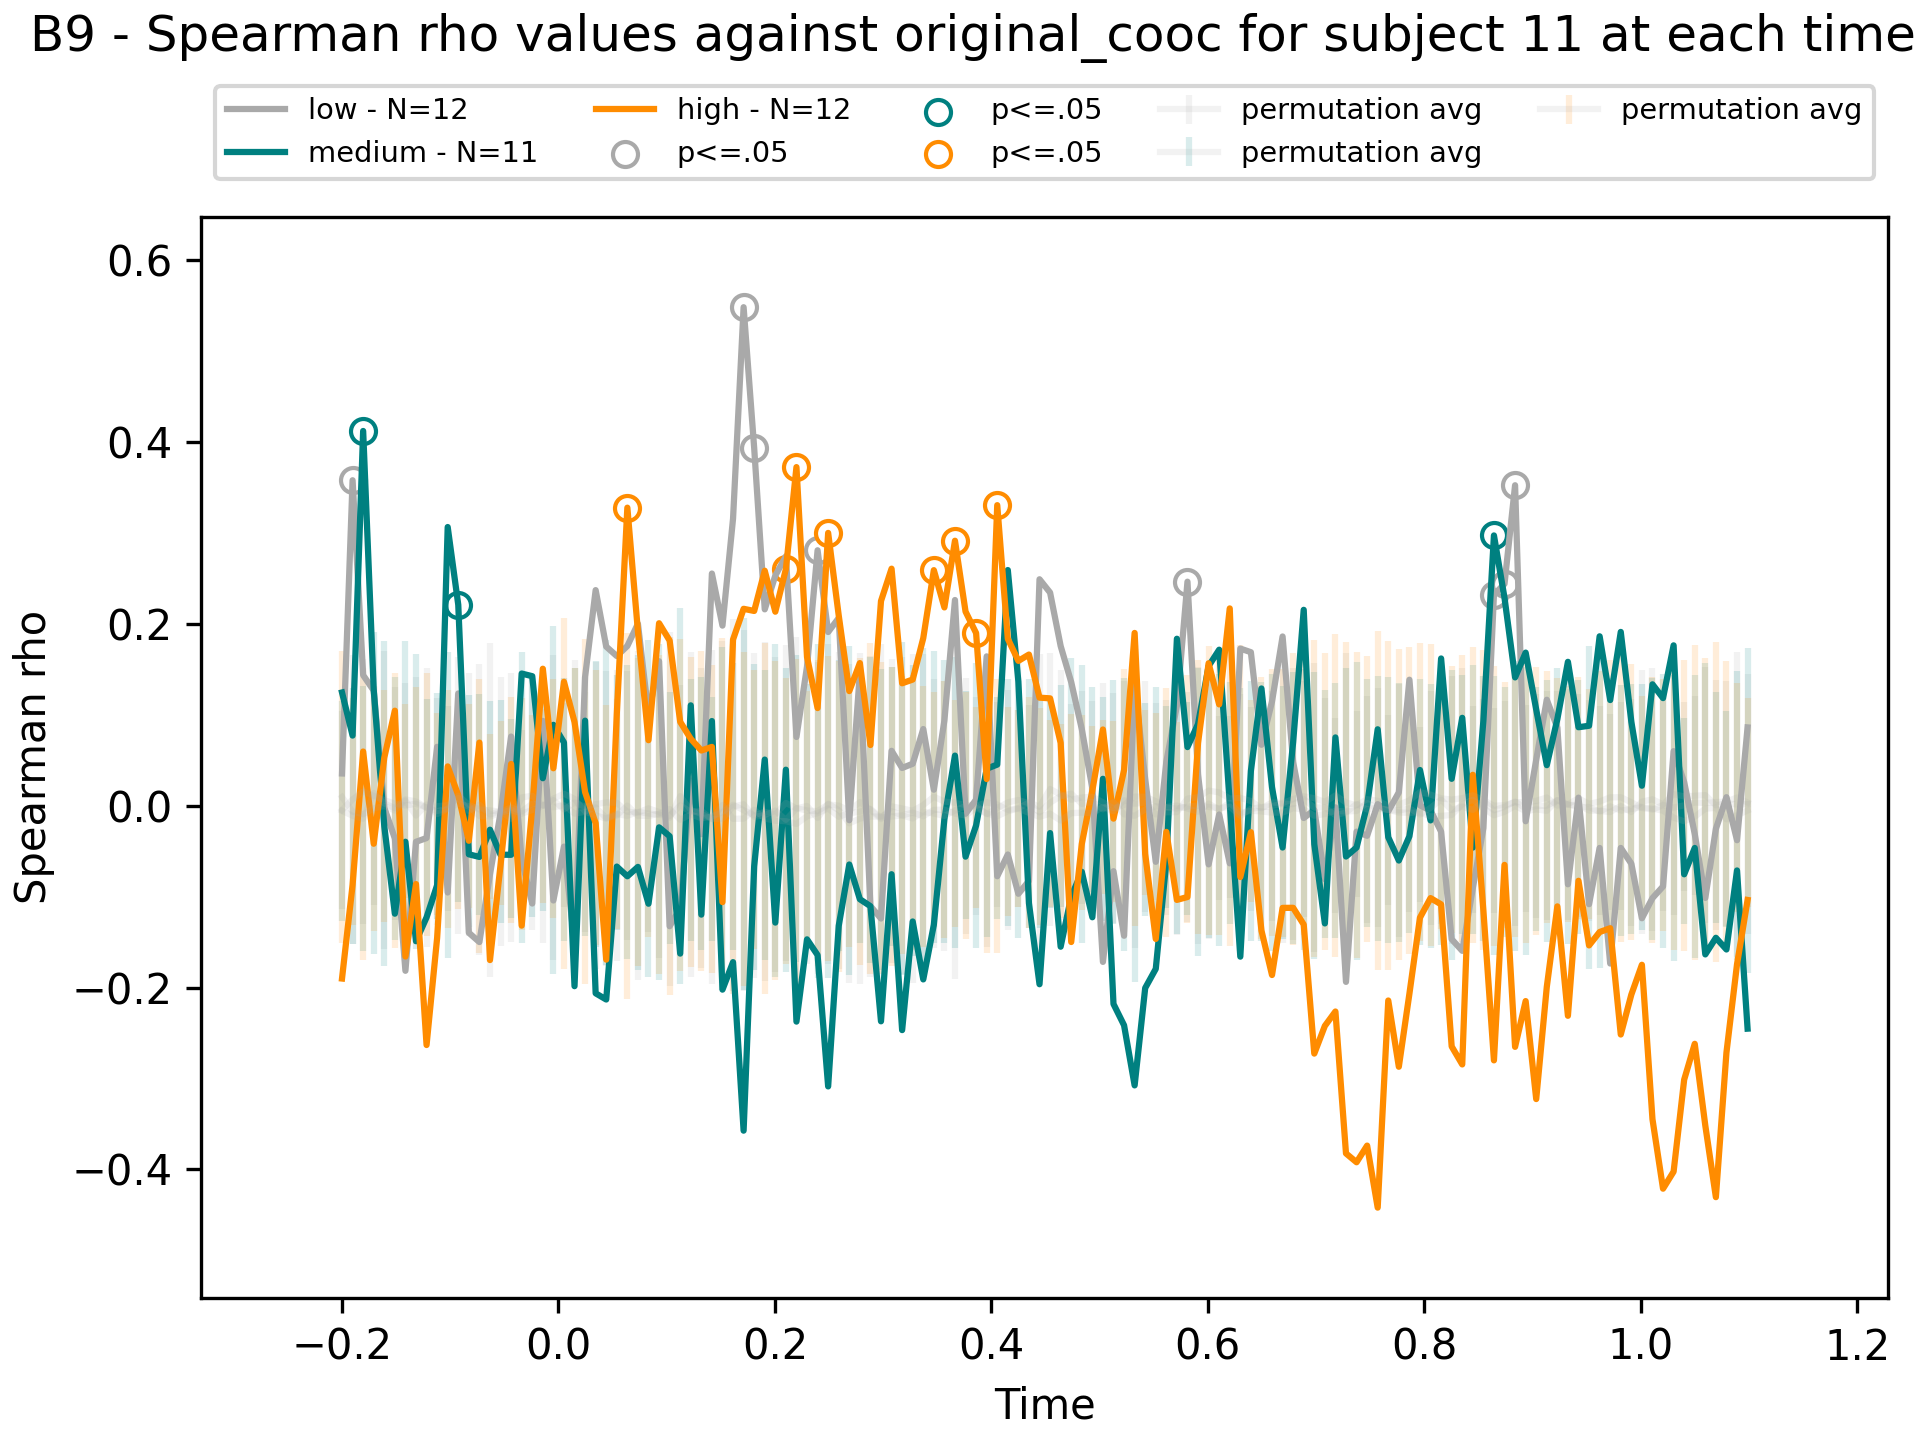 B9 - Spearman rho values against original_cooc for subject 11 at each time
low - N=12 high - N=12 p<=.05 permutation avg permutation avg
medium - N=11 p<=.05 p<=.05 permutation avg
0.6
0.4
0.2
0.0
−0.2
−0.4
Spearman rho
−0.2 0.0 0.2 0.4 0.6 0.8 1.0 1.2
Time